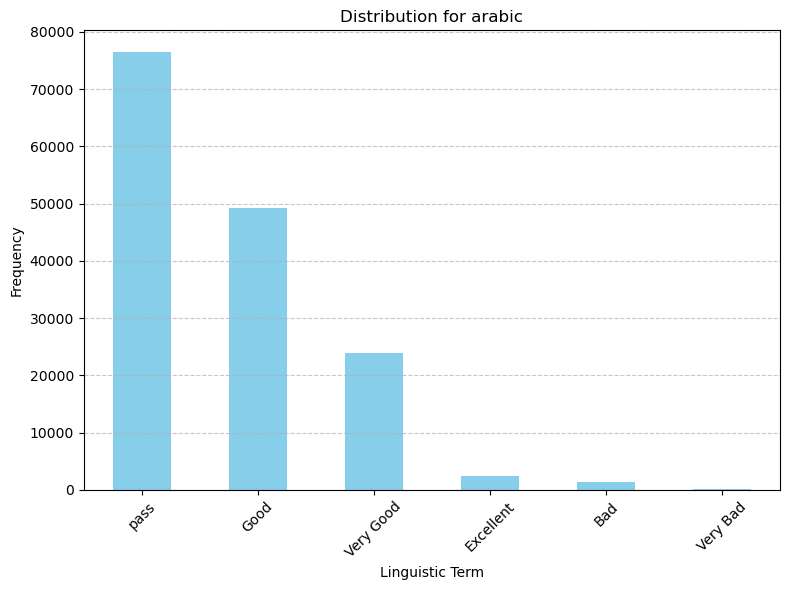 Distribution for arabic
80000
70000
60000
50000
40000
30000
20000
10000
0
Frequency
pass
Good
Very Good
Excellent
Bad
Very Bad
Linguistic Term